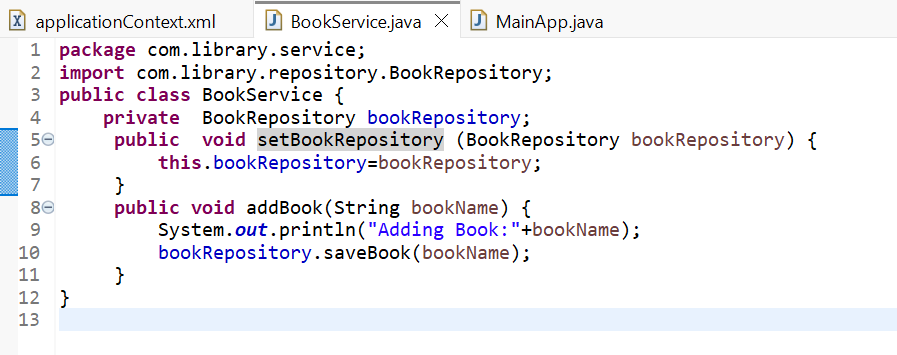 applicationContext.xml BookService.java MainApp.java
1 package com.library.service;
2 import com.library.repository.BookRepository;
3 public class BookService {
4     private  BookRepository bookRepository;
5      public  void setBookRepository (BookRepository bookRepository) {
6          this.bookRepository=bookRepository;
7      }
8      public void addBook(String bookName) {
9          System.out.println("Adding Book:"+bookName);
10          bookRepository.saveBook(bookName);
11      }
12 }
13